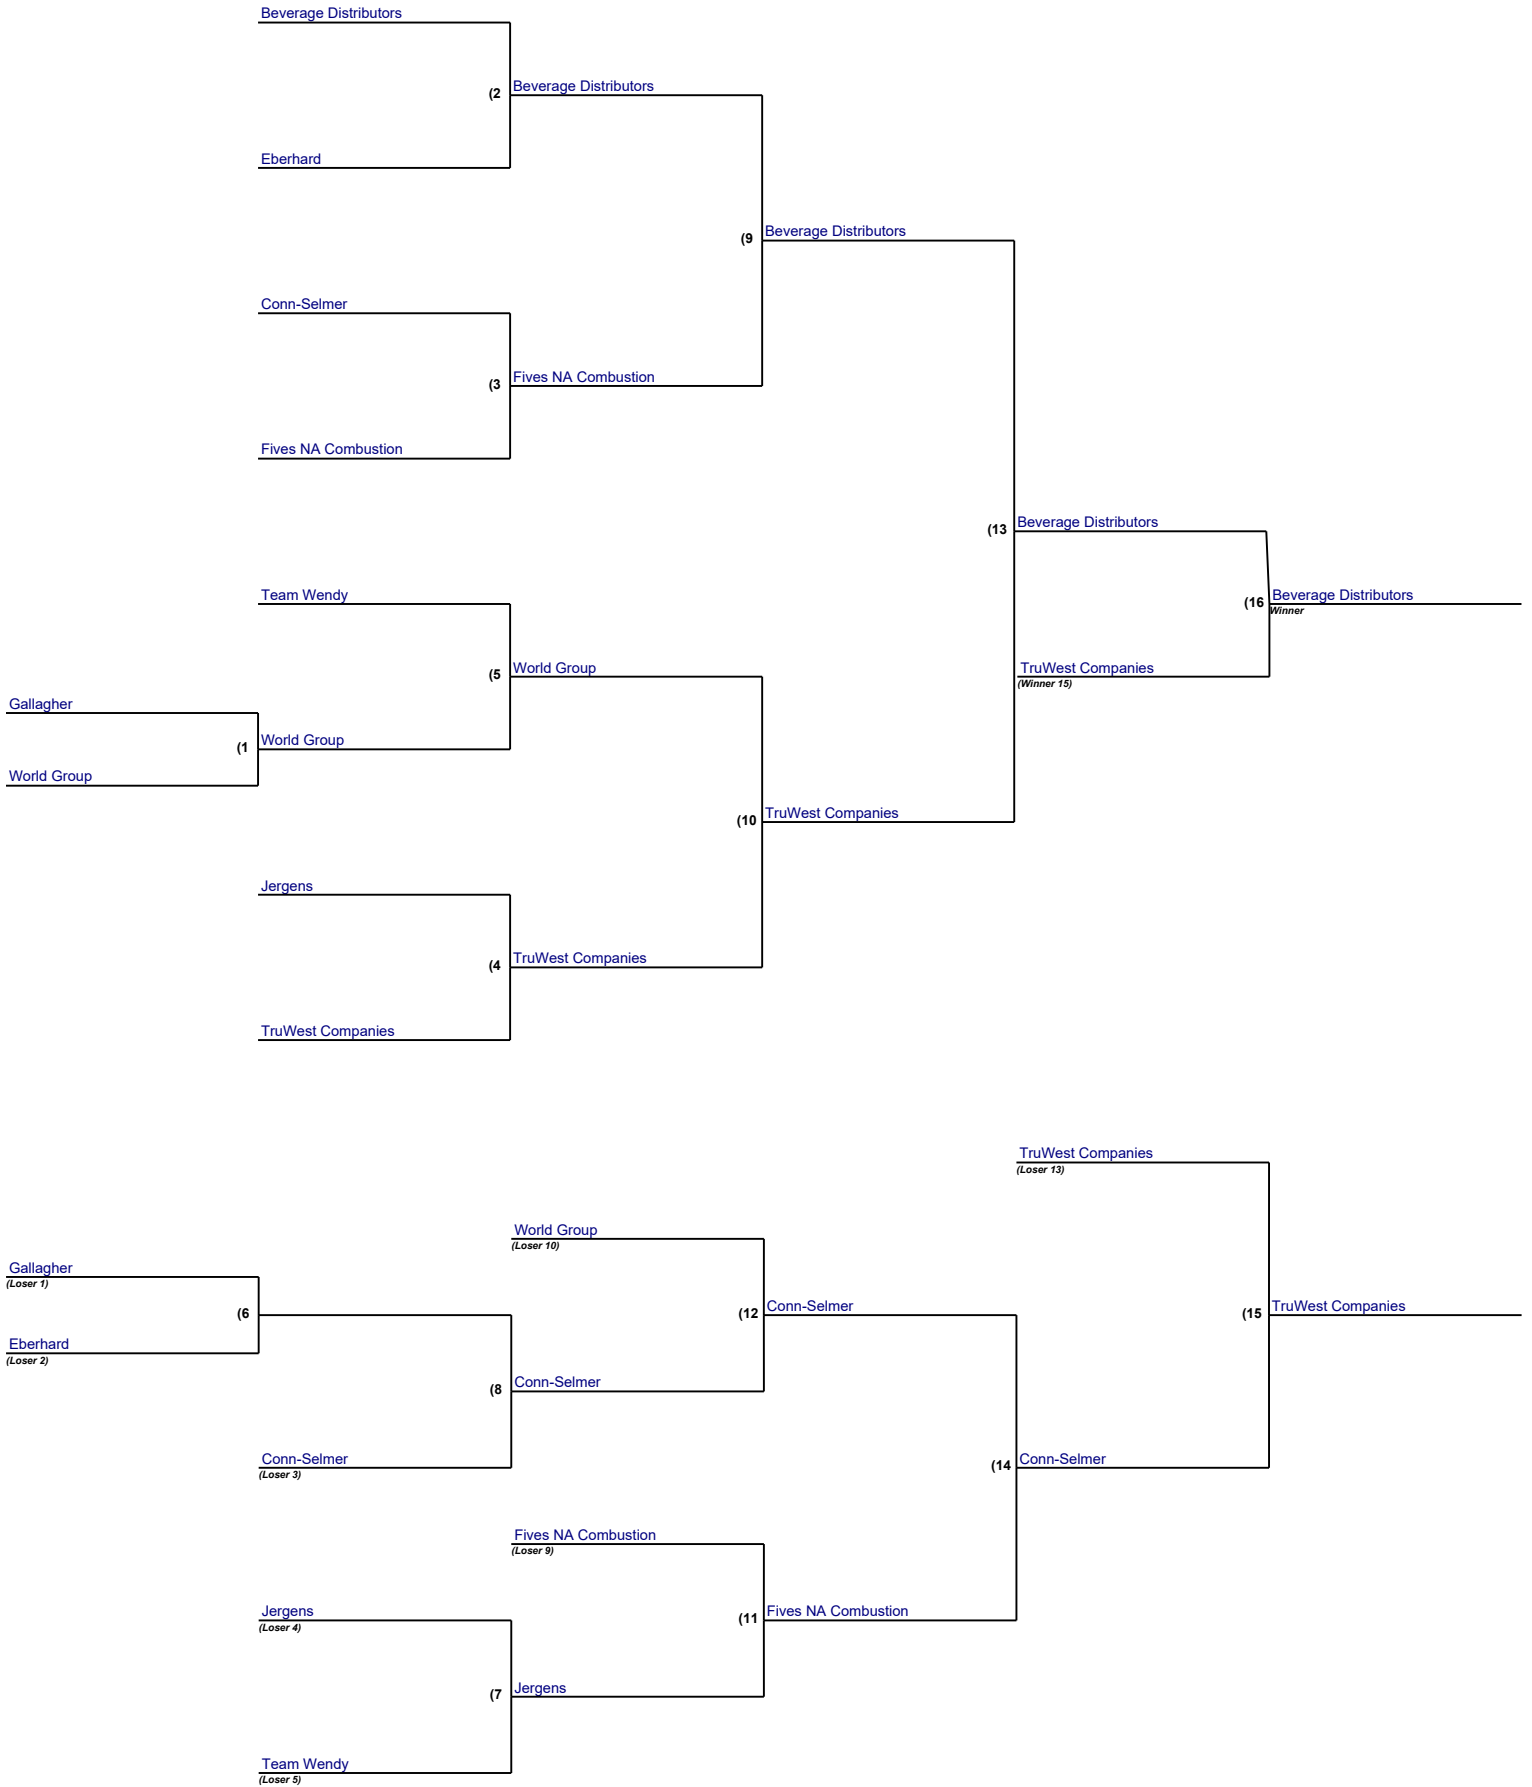 Beverage Distributors
(2
Beverage Distributors
Eberhard
(9
Beverage Distributors
Conn-Selmer
(3
Fives NA Combustion
Fives NA Combustion
(13
Beverage Distributors
Team Wendy
(16
Beverage Distributors
Winner
(5
World Group
TruWest Companies
(Winner 15)
Gallagher
(1
World Group
World Group
(10
TruWest Companies
Jergens
(4
TruWest Companies
TruWest Companies
TruWest Companies
(Loser 13)
World Group
(Loser 10)
Gallagher
(Loser 1)
(6
(12
Conn-Selmer
(15
TruWest Companies
Eberhard
(Loser 2)
(8
Conn-Selmer
Conn-Selmer
(Loser 3)
(14
Conn-Selmer
Fives NA Combustion
(Loser 9)
Jergens
(Loser 4)
(11
Fives NA Combustion
(7
Jergens
Team Wendy
(Loser 5)